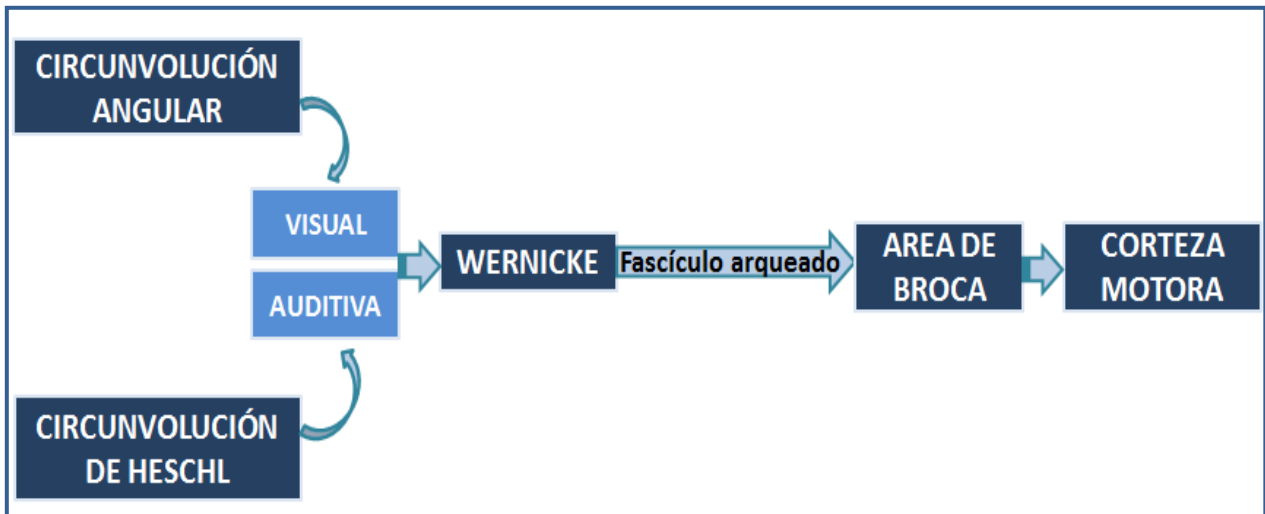 CIRCUNVOLUCIÓN
ANGULAR
VISUAL
AUDITIVA
WERNICKE
Fascículo arqueado
AREA DE
BROCA
CORTEZA
MOTORA
CIRCUNVOLUCIÓN
DE HESCHL